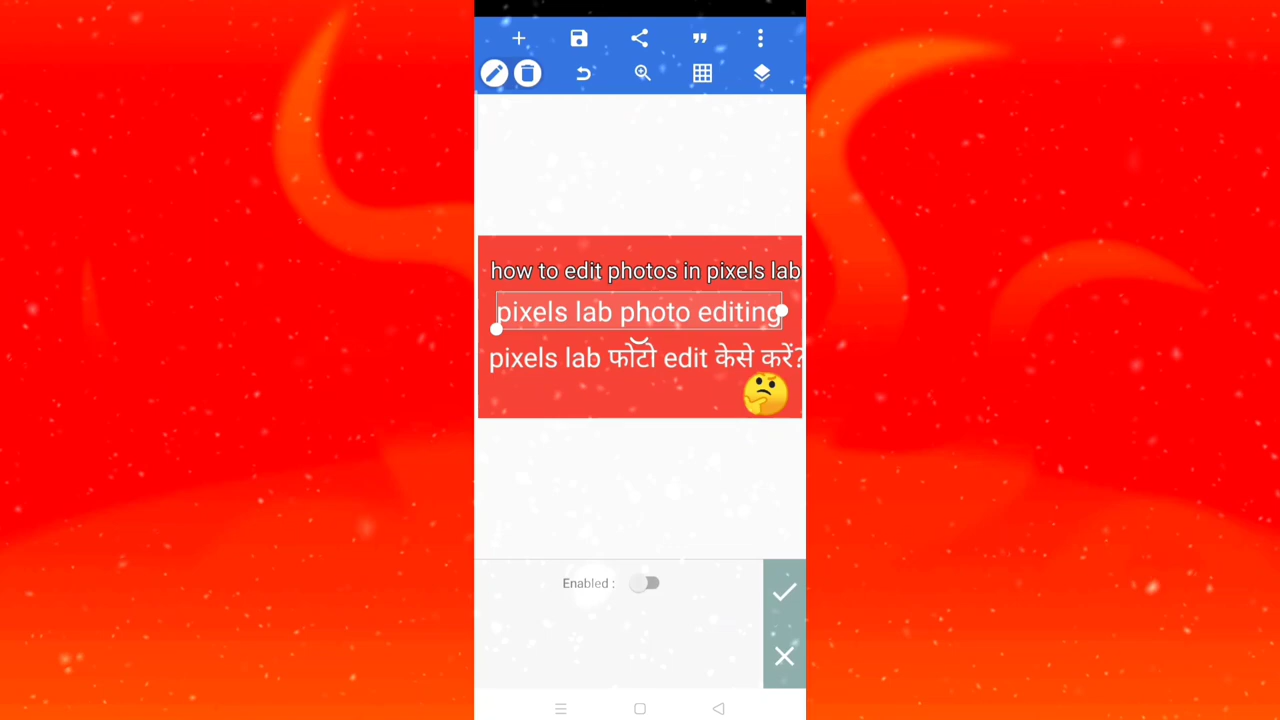 how to edit photos in pixels lab
pixels lab photo editing
pixels lab फोटो edit केसे करें?
Enabled :